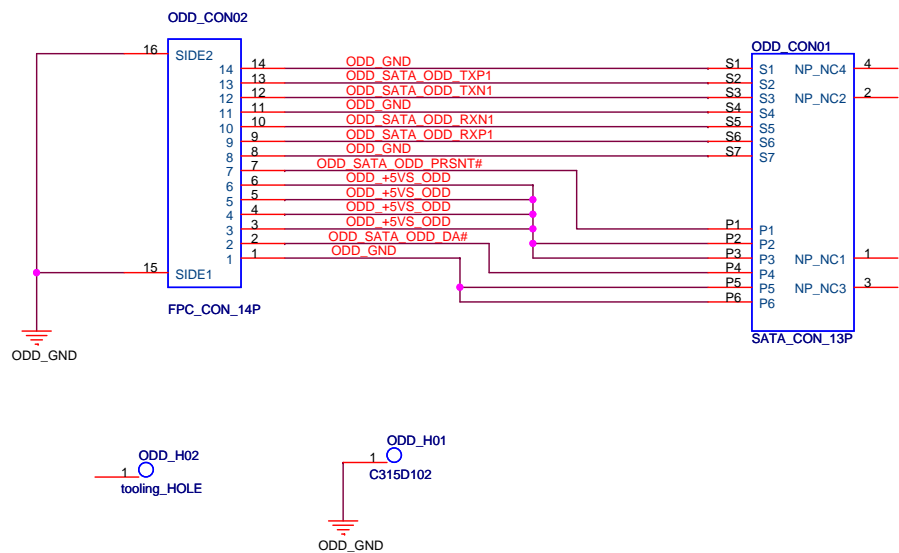 ODD_CON02
16
SIDE2
14
14
ODD_GND
13
13
ODD_SATA_ODD_TXP1
12
12
ODD_SATA_ODD_TXN1
11
11
ODD_GND
10
10
ODD_SATA_ODD_RXN1
9
9
ODD_SATA_ODD_RXP1
8
8
ODD_GND
7
7
ODD_SATA_ODD_PRSNT#
6
6
ODD_+5VS_ODD
5
5
ODD_+5VS_ODD
4
4
ODD_+5VS_ODD
3
3
ODD_+5VS_ODD
2
2
ODD_SATA_ODD_DA#
1
1
ODD_GND
15
SIDE1
FPC_CON_14P
ODD_GND
ODD_CON01
S1
S1
NP_NC4
4
S2
S2
S3
S3
NP_NC2
2
S4
S4
S5
S5
S6
S6
S7
S7
P1
P1
P2
P2
P3
P3
NP_NC1
1
P4
P4
P5
P5
NP_NC3
3
P6
P6
SATA_CON_13P
ODD_H02
1
tooling_HOLE
ODD_H01
1
C315D102
ODD_GND